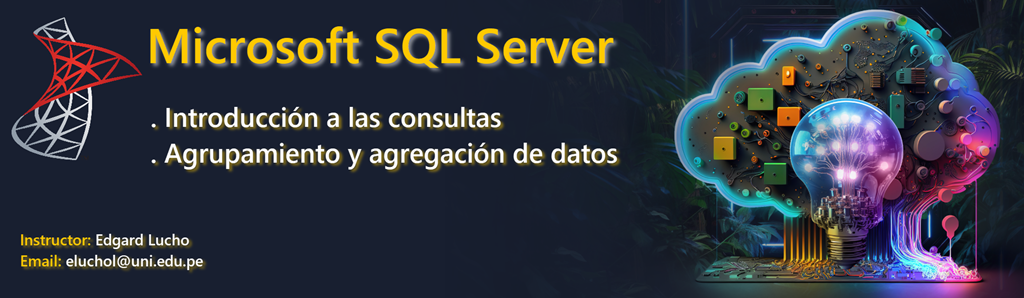 Microsoft SQL Server
. Introducción a las consultas
. Agrupamiento y agregación de datos
Instructor: Edgard Lucho
Email: eluchol@uni.edu.pe